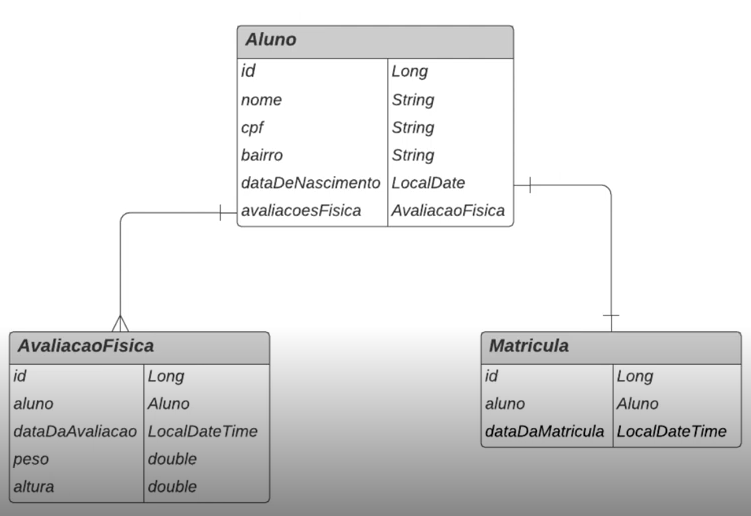 Aluno
id Long
nome String
cpf String
bairro String
dataDeNascimento LocalDate
avaliacoesFisica AvaliacaoFisica
AvaliacaoFisica
id Long
aluno Aluno
dataDaAvaliacao LocalDateTime
peso double
altura double
Matricula
id Long
aluno Aluno
dataDaMatricula LocalDateTime